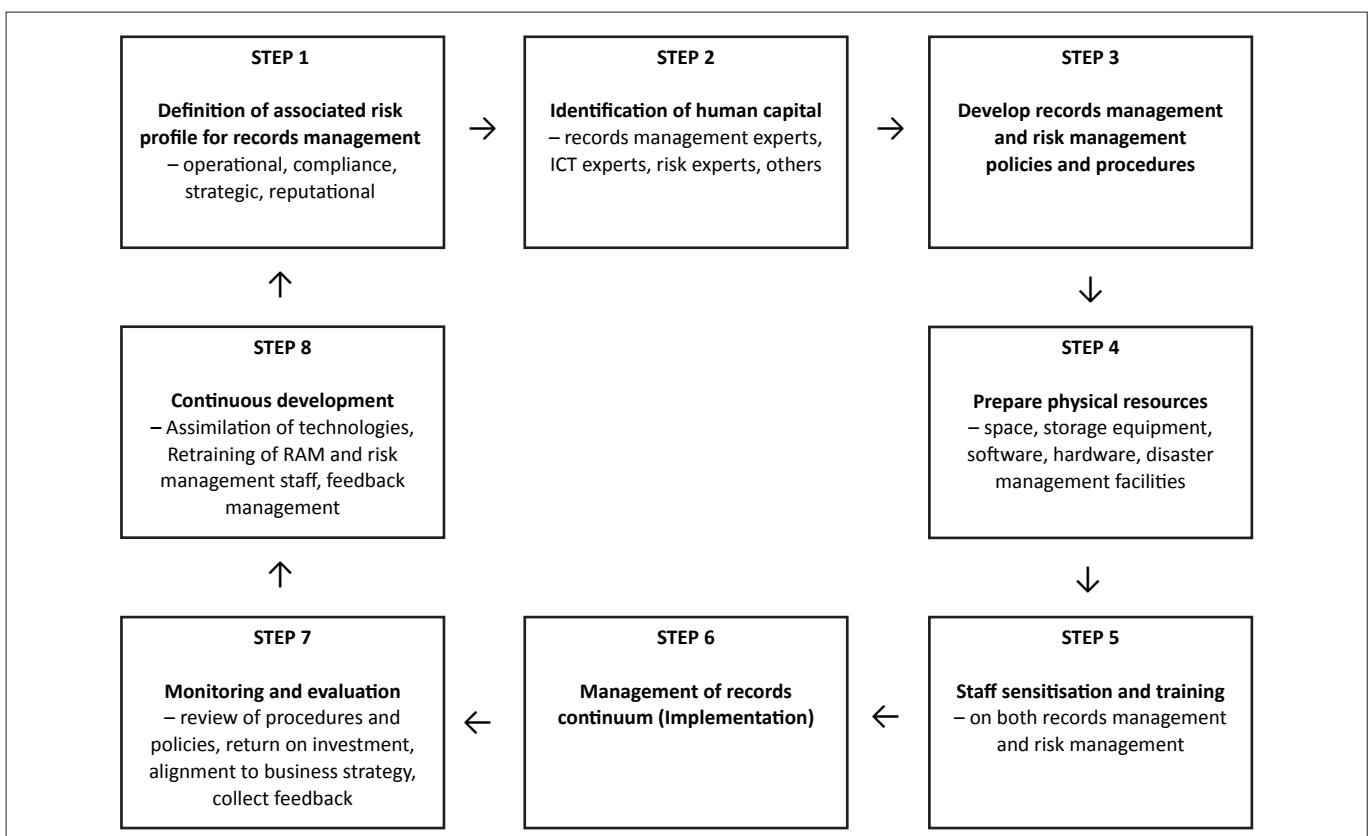 STEP 1
Definition of associated risk
profile for records management
– operational, compliance,
strategic, reputational
STEP 2
Identification of human capital
– records management experts,
ICT experts, risk experts, others
STEP 3
Develop records management
and risk management
policies and procedures
STEP 4
Prepare physical resources
– space, storage equipment,
software, hardware, disaster
management facilities
STEP 5
Staff sensitisation and training
– on both records management
and risk management
STEP 6
Management of records
continuum (Implementation)
STEP 7
Monitoring and evaluation
– review of procedures and
policies, return on investment,
alignment to business strategy,
collect feedback
STEP 8
Continuous development
– Assimilation of technologies,
Retraining of RAM and risk
management staff, feedback
management